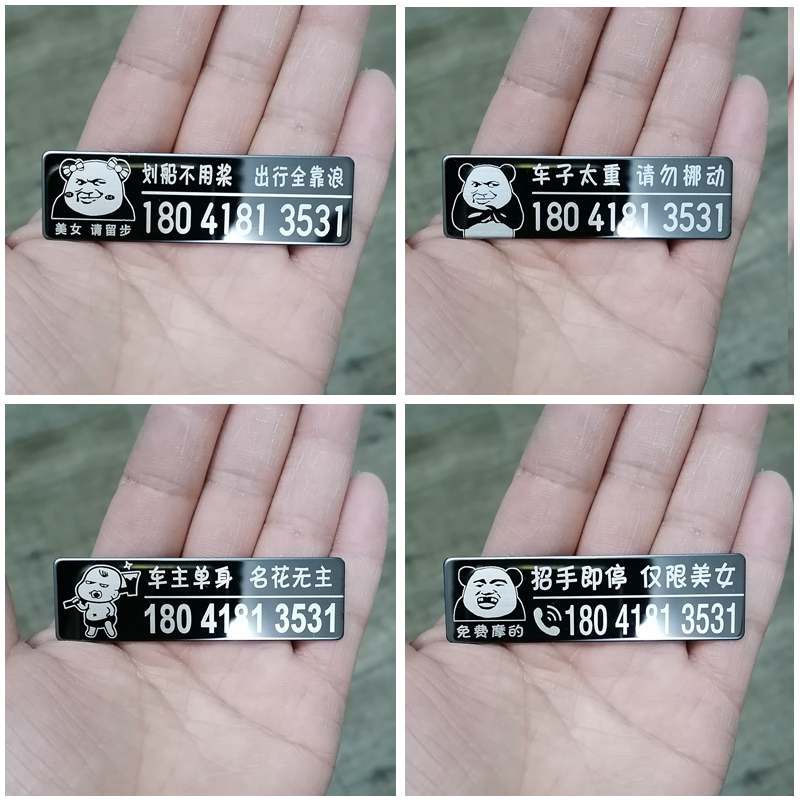 划船不用桨 出行全靠浪
180 4181 3531
美女 请留步
车子太重 请勿挪动
180 4181 3531
车主单身 名花无主
180 4181 3531
招手即停 仅限美女
180 4181 3531
免费摩的